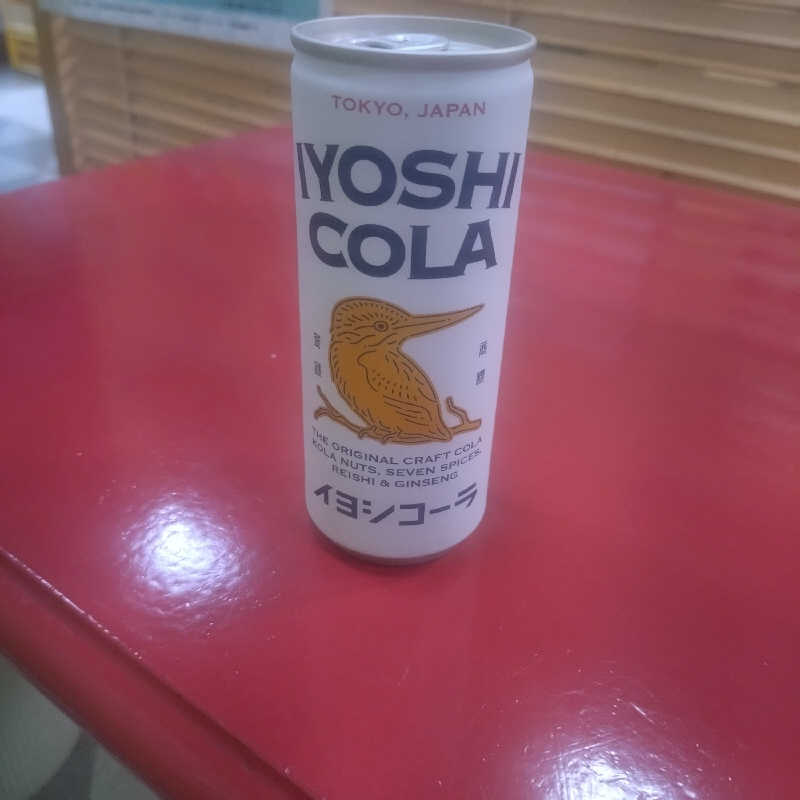 TOKYO, JAPAN
IYOSHI
COLA
THE ORIGINAL CRAFT COLA
KOLA NUTS, SEVEN SPICES,
REISHI & GINSENG
イヨシコーラ